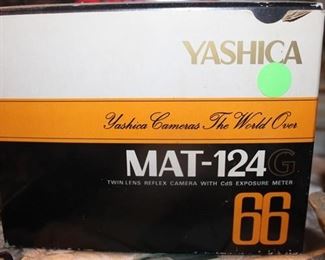 YASHICA
Yashica Cameras The World Over
MAT-124G
TWIN LENS REFLEX CAMERA WITH CdS EXPOSURE METER
66